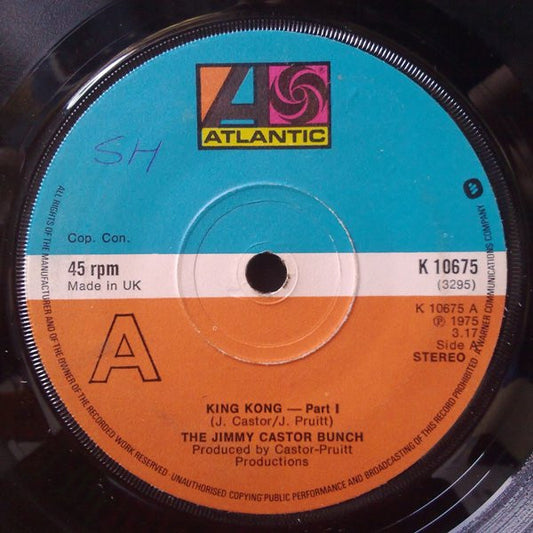 ATLANTIC
SH
Cop. Con.
45 rpm
Made in UK
K 10675
(3295)
K 10675 A
℗ 1975
3.17
Side A
STEREO
A
KING KONG — Part I
(J. Castor/J. Pruitt)
THE JIMMY CASTOR BUNCH
Produced by Castor-Pruitt
Productions
ALL RIGHTS OF THE MANUFACTURER AND OF THE OWNER OF THE RECORDED WORK RESERVED · UNAUTHORISED COPYING PUBLIC PERFORMANCE AND BROADCASTING OF THIS RECORD PROHIBITED
A WARNER COMMUNICATIONS COMPANY